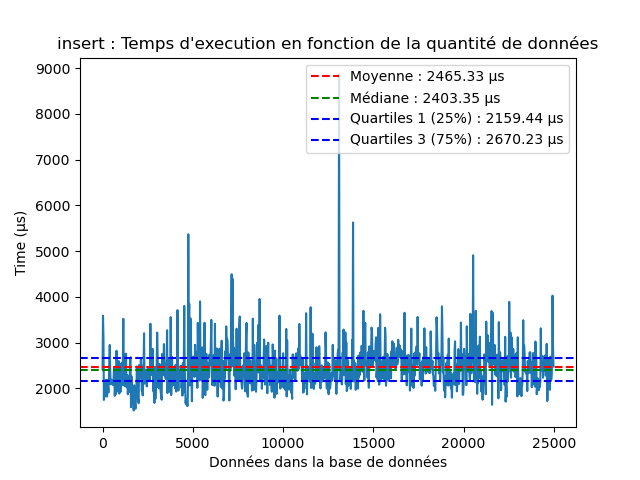 insert : Temps d'execution en fonction de la quantité de données
9000
8000
7000
6000
5000
4000
3000
2000
Time (µs)
Moyenne : 2465.33 µs
Médiane : 2403.35 µs
Quartiles 1 (25%) : 2159.44 µs
Quartiles 3 (75%) : 2670.23 µs
0 5000 10000 15000 20000 25000
Données dans la base de données